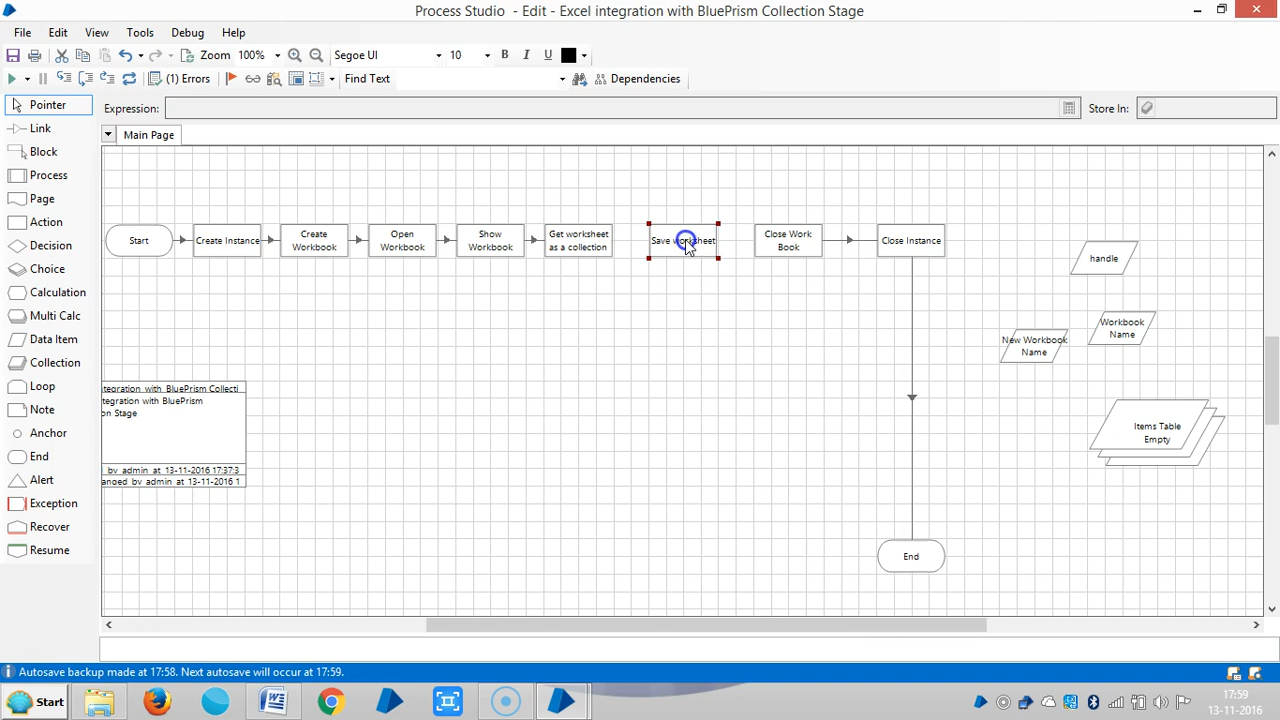 Process Studio - Edit - Excel integration with BluePrism Collection Stage
File Edit View Tools Debug Help
Zoom 100% Segoe UI 10 B I U
(1) Errors Find Text Dependencies
Pointer
Expression: Store In:
Link
Main Page
Block
Process
Page
Action
Decision
Choice
Calculation
Multi Calc
Data Item
Collection
Loop
Note
Anchor
End
Alert
Exception
Recover
Resume
Start
Create Instance
Create
Workbook
Open
Workbook
Show
Workbook
Get worksheet
as a collection
Save worksheet
Close Work
Book
Close Instance
handle
Workbook
Name
New Workbook
Name
Items Table
Empty
End
tegration with BluePrism Collecti
tegration with BluePrism
on Stage
by admin at 13-11-2016 17:37:3
anged by admin at 13-11-2016 1
Autosave backup made at 17:58. Next autosave will occur at 17:59.
Start
17:59
13-11-2016